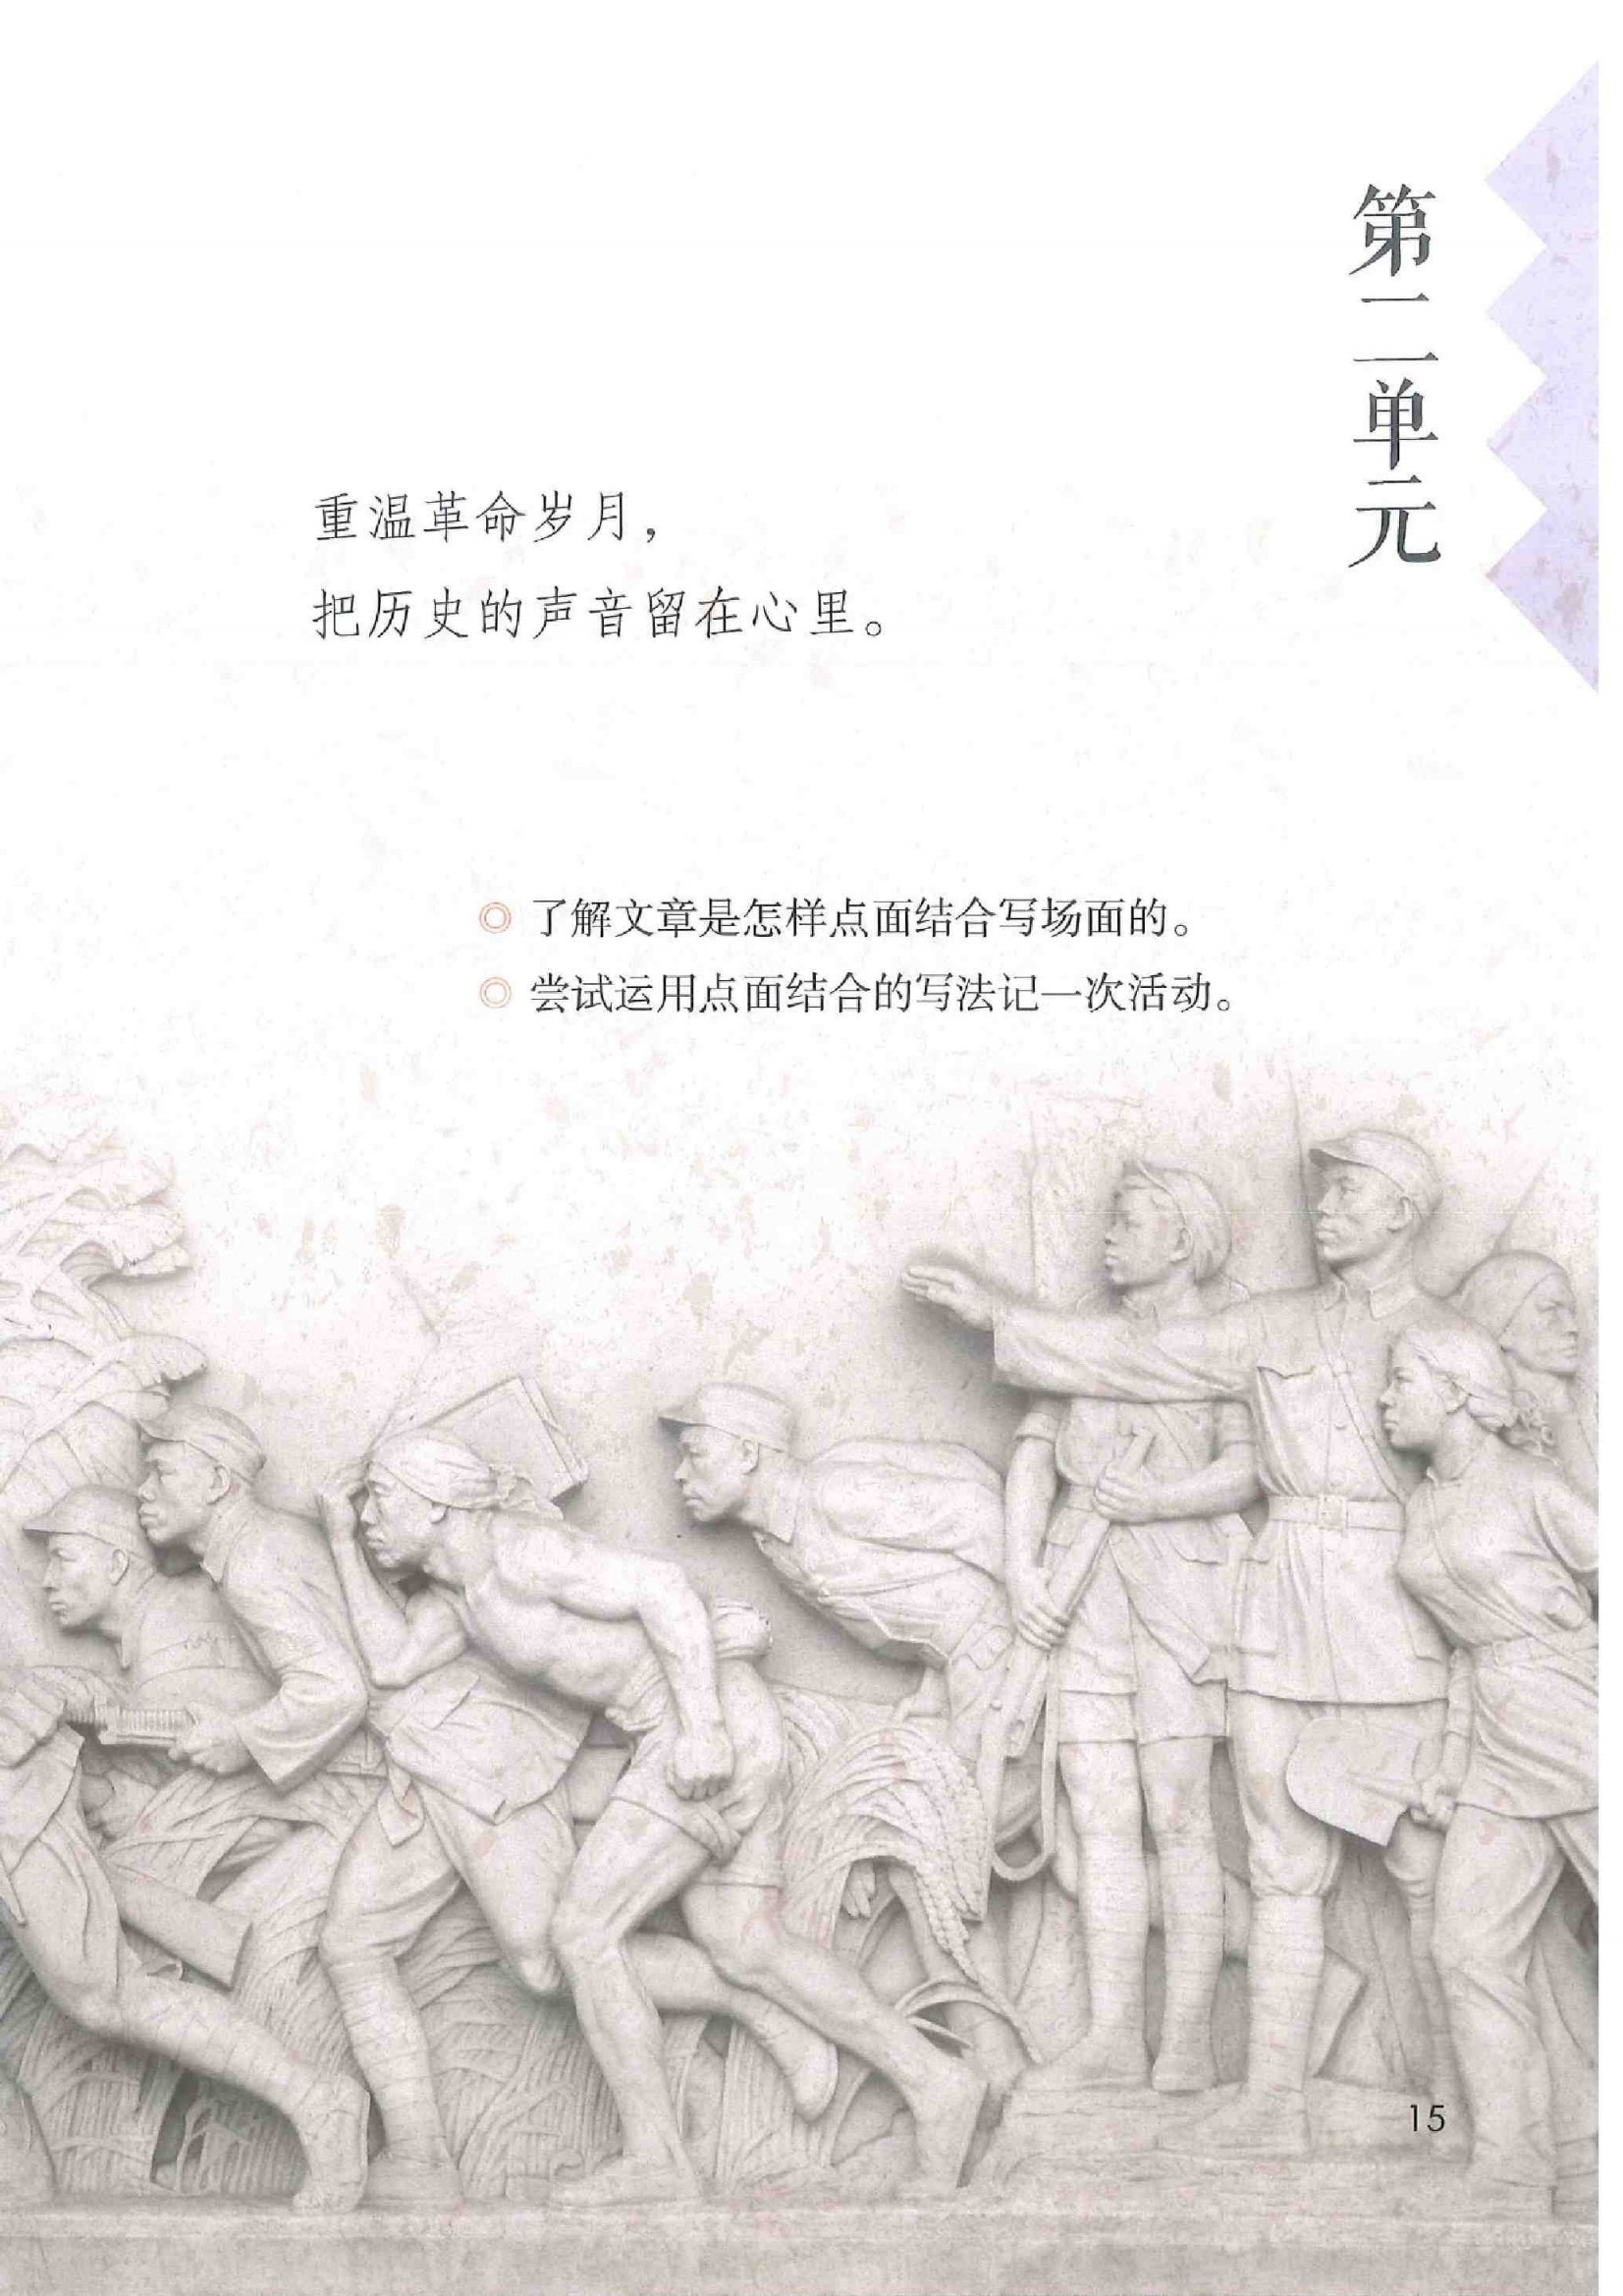 第二单元
重温革命岁月，
把历史的声音留在心里。
◎ 了解文章是怎样点面结合写场面的。
◎ 尝试运用点面结合的写法记一次活动。
15